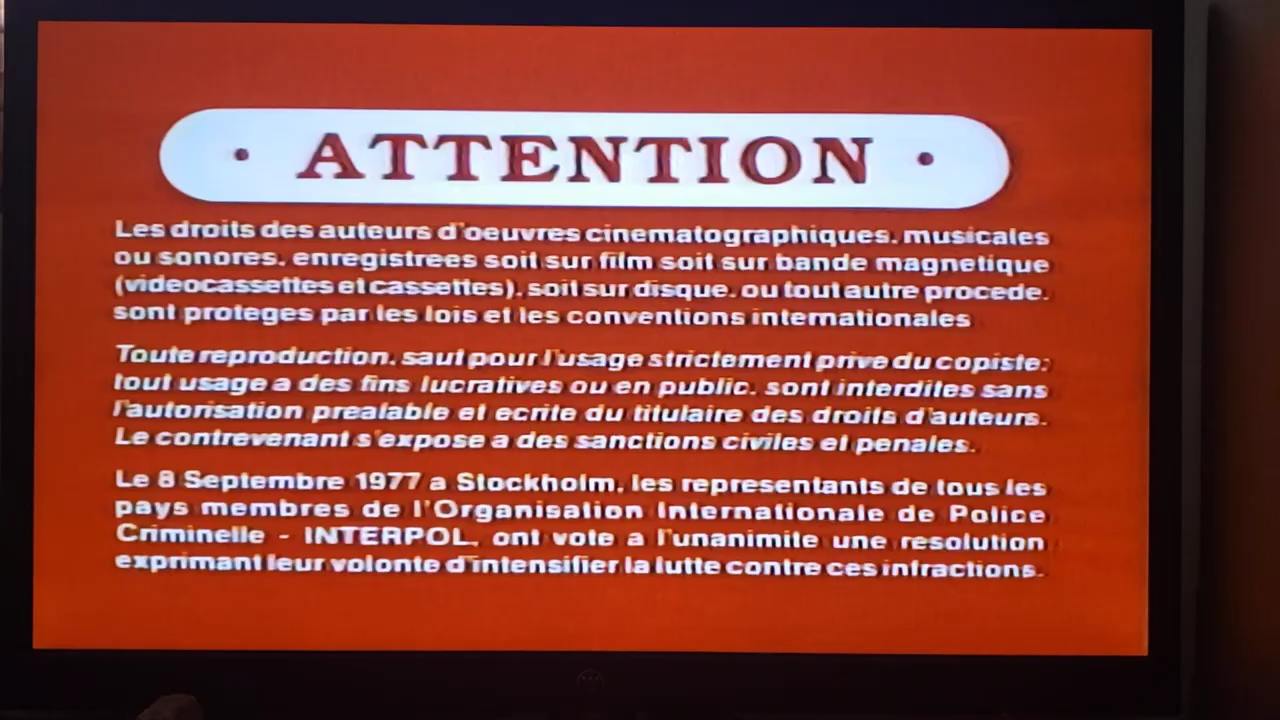 • ATTENTION •
Les droits des auteurs d'oeuvres cinematographiques, musicales
ou sonores, enregistrees soit sur film soit sur bande magnetique
(videocassettes et cassettes), soit sur disque, ou tout autre procede,
sont proteges par les lois et les conventions internationales
Toute reproduction, sauf pour l'usage strictement prive du copiste;
tout usage a des fins lucratives ou en public, sont interdites sans
l'autorisation prealable et ecrite du titulaire des droits d'auteurs.
Le contrevenant s'expose a des sanctions civiles et penales.
Le 8 Septembre 1977 a Stockholm, les representants de tous les
pays membres de l'Organisation Internationale de Police
Criminelle - INTERPOL, ont vote a l'unanimite une resolution
exprimant leur volonte d'intensifier la lutte contre ces infractions.